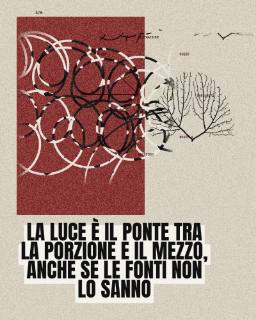 LA LUCE È IL PONTE TRA
LA PORZIONE E IL MEZZO,
ANCHE SE LE FONTI NON
LO SANNO